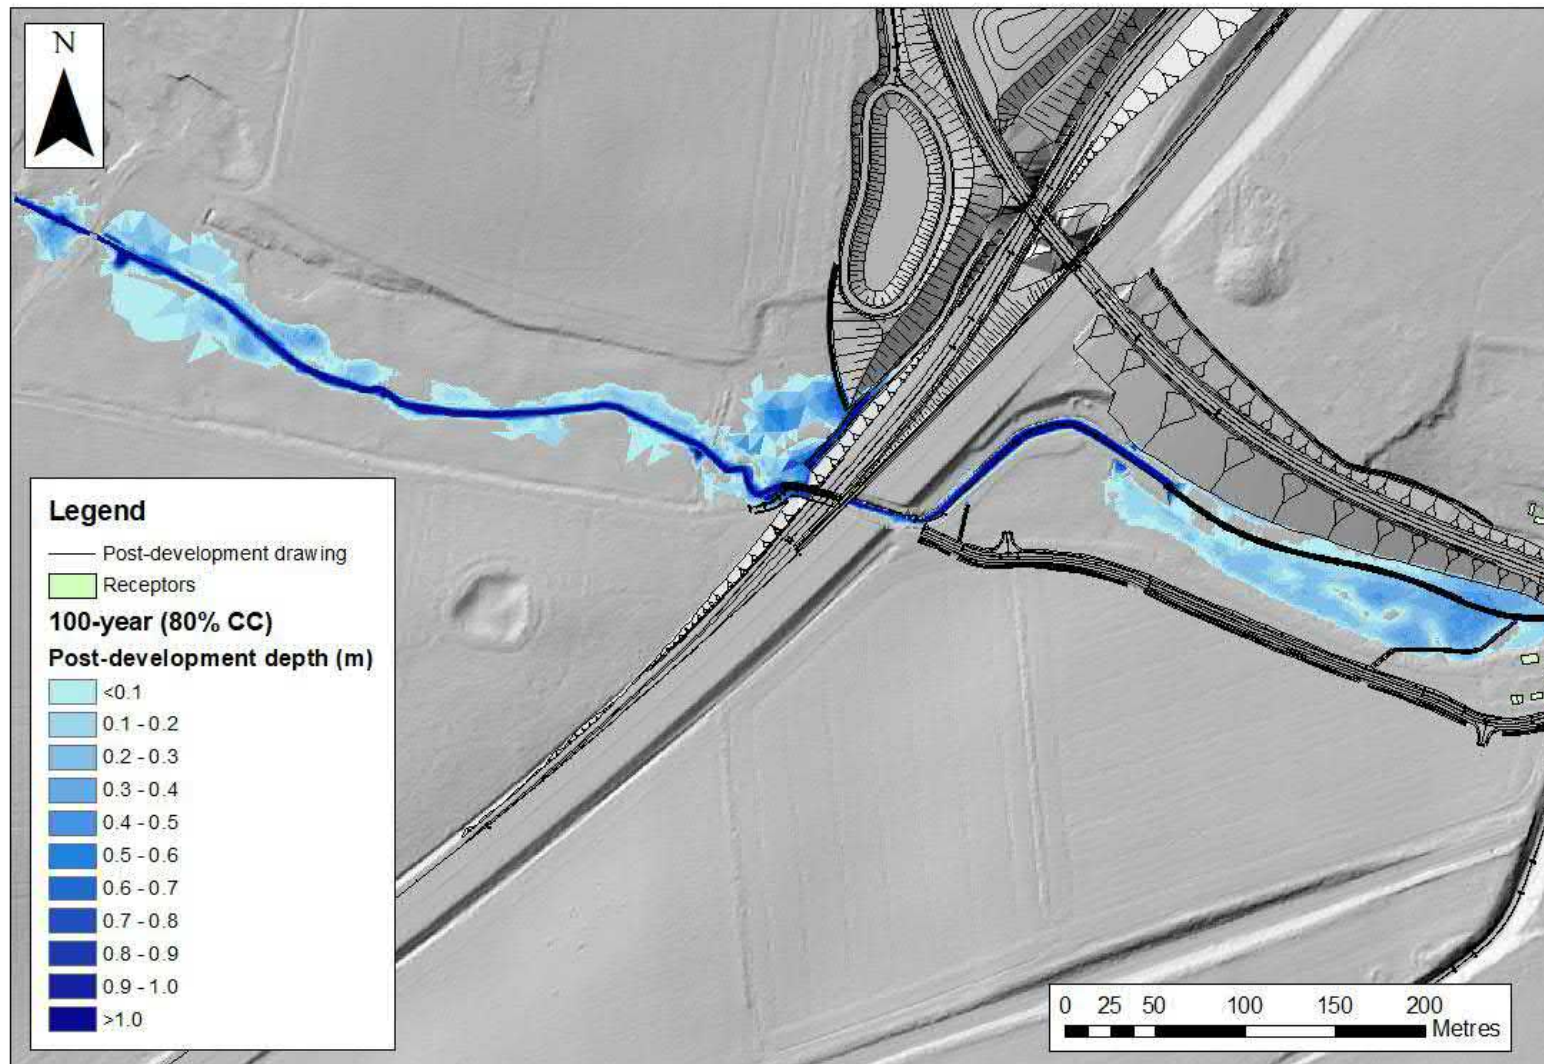 N
Legend
Post-development drawing
Receptors
100-year (80% CC)
Post-development depth (m)
<0.1
0.1 - 0.2
0.2 - 0.3
0.3 - 0.4
0.4 - 0.5
0.5 - 0.6
0.6 - 0.7
0.7 - 0.8
0.8 - 0.9
0.9 - 1.0
>1.0
0 25 50 100 150 200
Metres